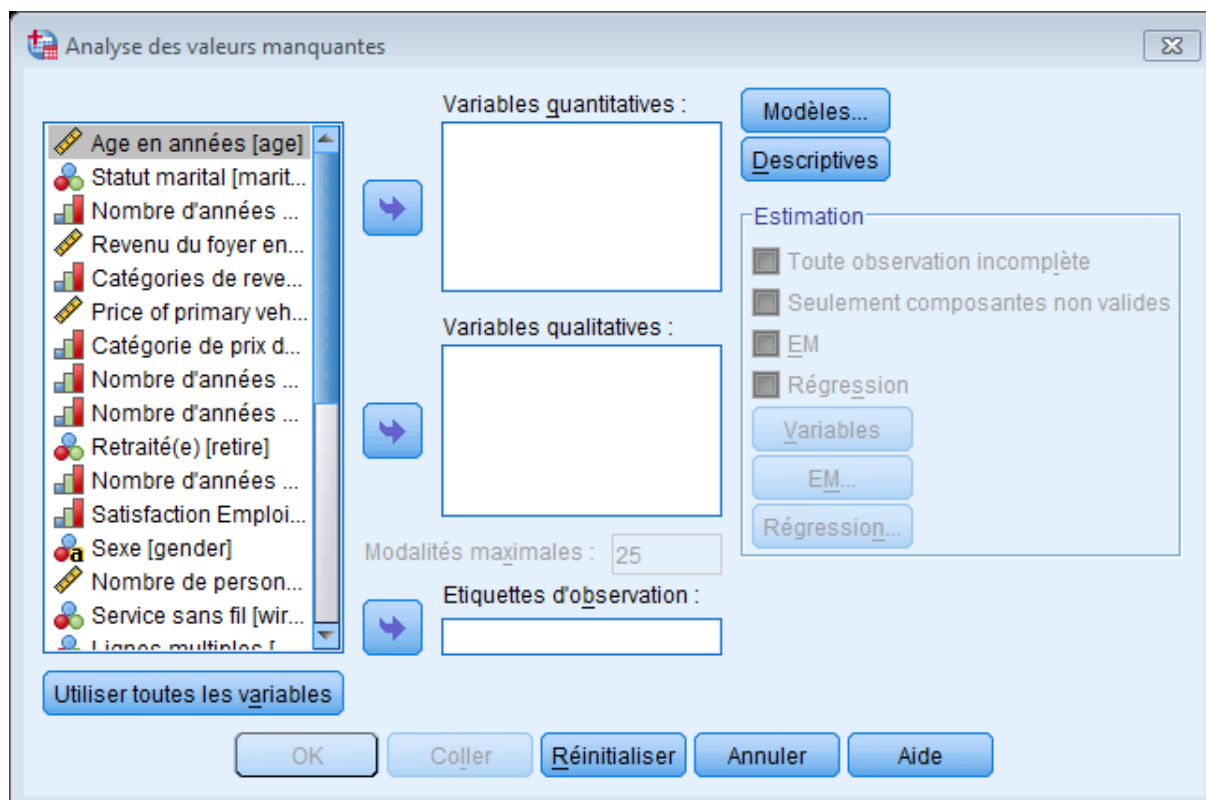 Analyse des valeurs manquantes
Age en années [age]
Statut marital [marit...
Nombre d'années ...
Revenu du foyer en...
Catégories de reve...
Price of primary veh...
Catégorie de prix d...
Nombre d'années ...
Nombre d'années ...
Retraité(e) [retire]
Nombre d'années ...
Satisfaction Emploi...
a Sexe [gender]
Nombre de person...
Service sans fil [wir...
Lignes multiples [...
Utiliser toutes les variables
Variables quantitatives :
Variables qualitatives :
Modalités maximales : 25
Etiquettes d'observation :
Modèles...
Descriptives
Estimation
Toute observation incomplète
Seulement composantes non valides
EM
Régression
Variables
EM...
Régression...
OK
Coller
Réinitialiser
Annuler
Aide